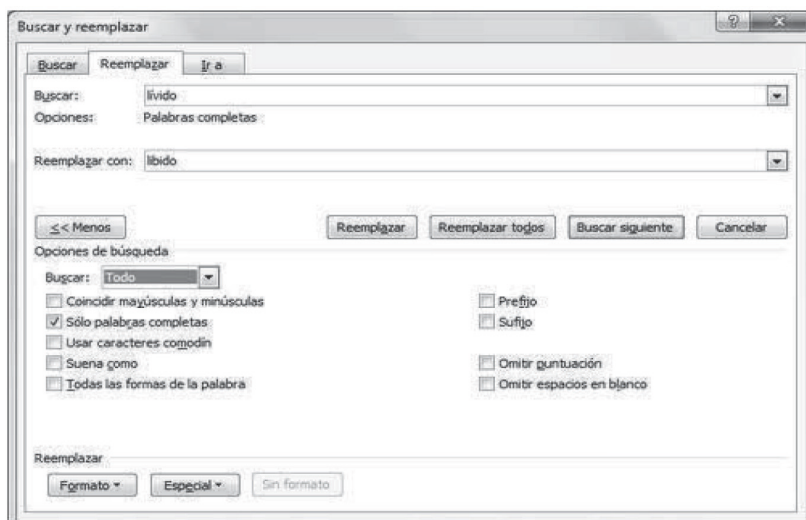 Buscar y reemplazar
Buscar Reemplazar Ir a
Buscar: lívido
Opciones: Palabras completas
Reemplazar con: libido
<< Menos Reemplazar Reemplazar todos Buscar siguiente Cancelar
Opciones de búsqueda
Buscar: Todo
Coincidir mayúsculas y minúsculas Prefijo
Sólo palabras completas Sufijo
Usar caracteres comodín
Suena como Omitir puntuación
Todas las formas de la palabra Omitir espacios en blanco
Reemplazar
Formato Especial Sin formato